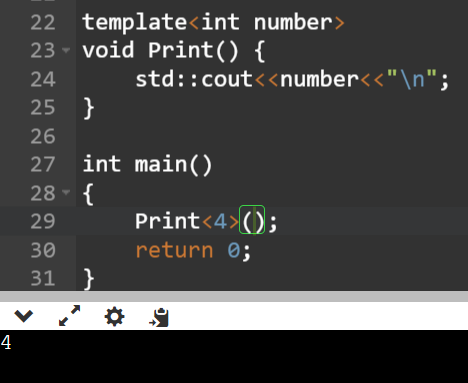 22 template<int number>
23 void Print() {
24     std::cout<<number<<"\n";
25 }
26
27 int main()
28 {
29     Print<4>();
30     return 0;
31 }
4